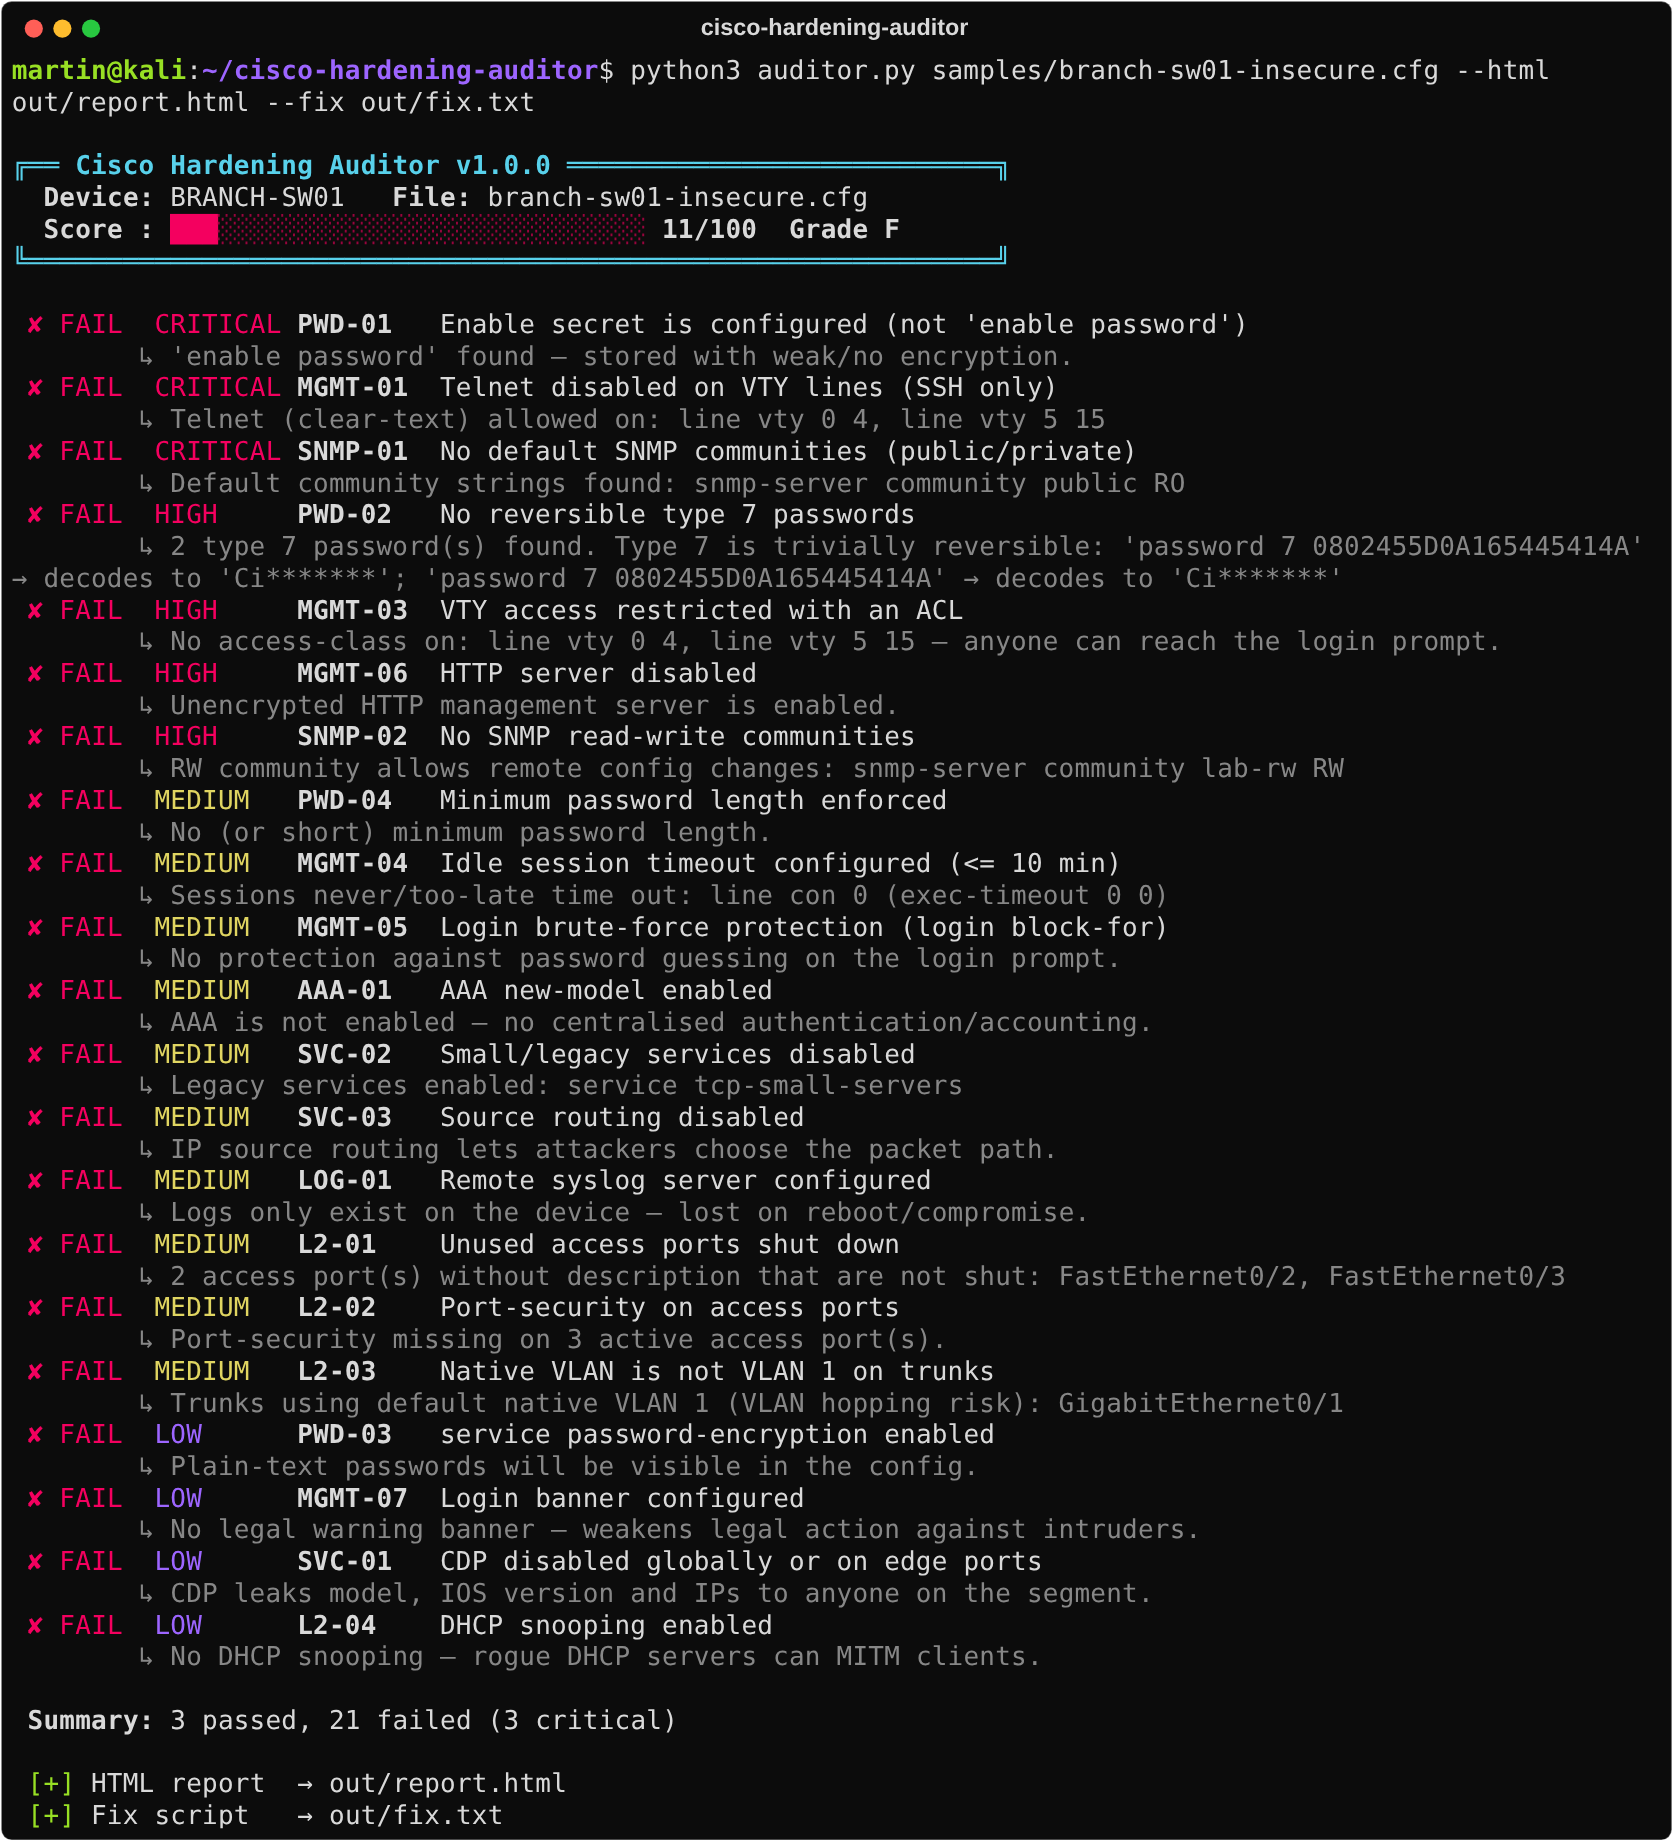 cisco-hardening-auditor
martin@kali:~/cisco-hardening-auditor$ python3 auditor.py samples/branch-sw01-insecure.cfg --html
out/report.html --fix out/fix.txt
╔══ Cisco Hardening Auditor v1.0.0 ═══════════════════════════╗
Device: BRANCH-SW01   File: branch-sw01-insecure.cfg
Score : ███░░░░░░░░░░░░░░░░░░░░░░░░░░░ 11/100  Grade F
╚═════════════════════════════════════════════════════════════╝
✘ FAIL  CRITICAL PWD-01   Enable secret is configured (not 'enable password')
↳ 'enable password' found — stored with weak/no encryption.
✘ FAIL  CRITICAL MGMT-01  Telnet disabled on VTY lines (SSH only)
↳ Telnet (clear-text) allowed on: line vty 0 4, line vty 5 15
✘ FAIL  CRITICAL SNMP-01  No default SNMP communities (public/private)
↳ Default community strings found: snmp-server community public RO
✘ FAIL  HIGH     PWD-02   No reversible type 7 passwords
↳ 2 type 7 password(s) found. Type 7 is trivially reversible: 'password 7 0802455D0A165445414A'
→ decodes to 'Ci*******'; 'password 7 0802455D0A165445414A' → decodes to 'Ci*******'
✘ FAIL  HIGH     MGMT-03  VTY access restricted with an ACL
↳ No access-class on: line vty 0 4, line vty 5 15 — anyone can reach the login prompt.
✘ FAIL  HIGH     MGMT-06  HTTP server disabled
↳ Unencrypted HTTP management server is enabled.
✘ FAIL  HIGH     SNMP-02  No SNMP read-write communities
↳ RW community allows remote config changes: snmp-server community lab-rw RW
✘ FAIL  MEDIUM   PWD-04   Minimum password length enforced
↳ No (or short) minimum password length.
✘ FAIL  MEDIUM   MGMT-04  Idle session timeout configured (<= 10 min)
↳ Sessions never/too-late time out: line con 0 (exec-timeout 0 0)
✘ FAIL  MEDIUM   MGMT-05  Login brute-force protection (login block-for)
↳ No protection against password guessing on the login prompt.
✘ FAIL  MEDIUM   AAA-01   AAA new-model enabled
↳ AAA is not enabled — no centralised authentication/accounting.
✘ FAIL  MEDIUM   SVC-02   Small/legacy services disabled
↳ Legacy services enabled: service tcp-small-servers
✘ FAIL  MEDIUM   SVC-03   Source routing disabled
↳ IP source routing lets attackers choose the packet path.
✘ FAIL  MEDIUM   LOG-01   Remote syslog server configured
↳ Logs only exist on the device — lost on reboot/compromise.
✘ FAIL  MEDIUM   L2-01    Unused access ports shut down
↳ 2 access port(s) without description that are not shut: FastEthernet0/2, FastEthernet0/3
✘ FAIL  MEDIUM   L2-02    Port-security on access ports
↳ Port-security missing on 3 active access port(s).
✘ FAIL  MEDIUM   L2-03    Native VLAN is not VLAN 1 on trunks
↳ Trunks using default native VLAN 1 (VLAN hopping risk): GigabitEthernet0/1
✘ FAIL  LOW      PWD-03   service password-encryption enabled
↳ Plain-text passwords will be visible in the config.
✘ FAIL  LOW      MGMT-07  Login banner configured
↳ No legal warning banner — weakens legal action against intruders.
✘ FAIL  LOW      SVC-01   CDP disabled globally or on edge ports
↳ CDP leaks model, IOS version and IPs to anyone on the segment.
✘ FAIL  LOW      L2-04    DHCP snooping enabled
↳ No DHCP snooping — rogue DHCP servers can MITM clients.
Summary: 3 passed, 21 failed (3 critical)
[+] HTML report  → out/report.html
[+] Fix script   → out/fix.txt